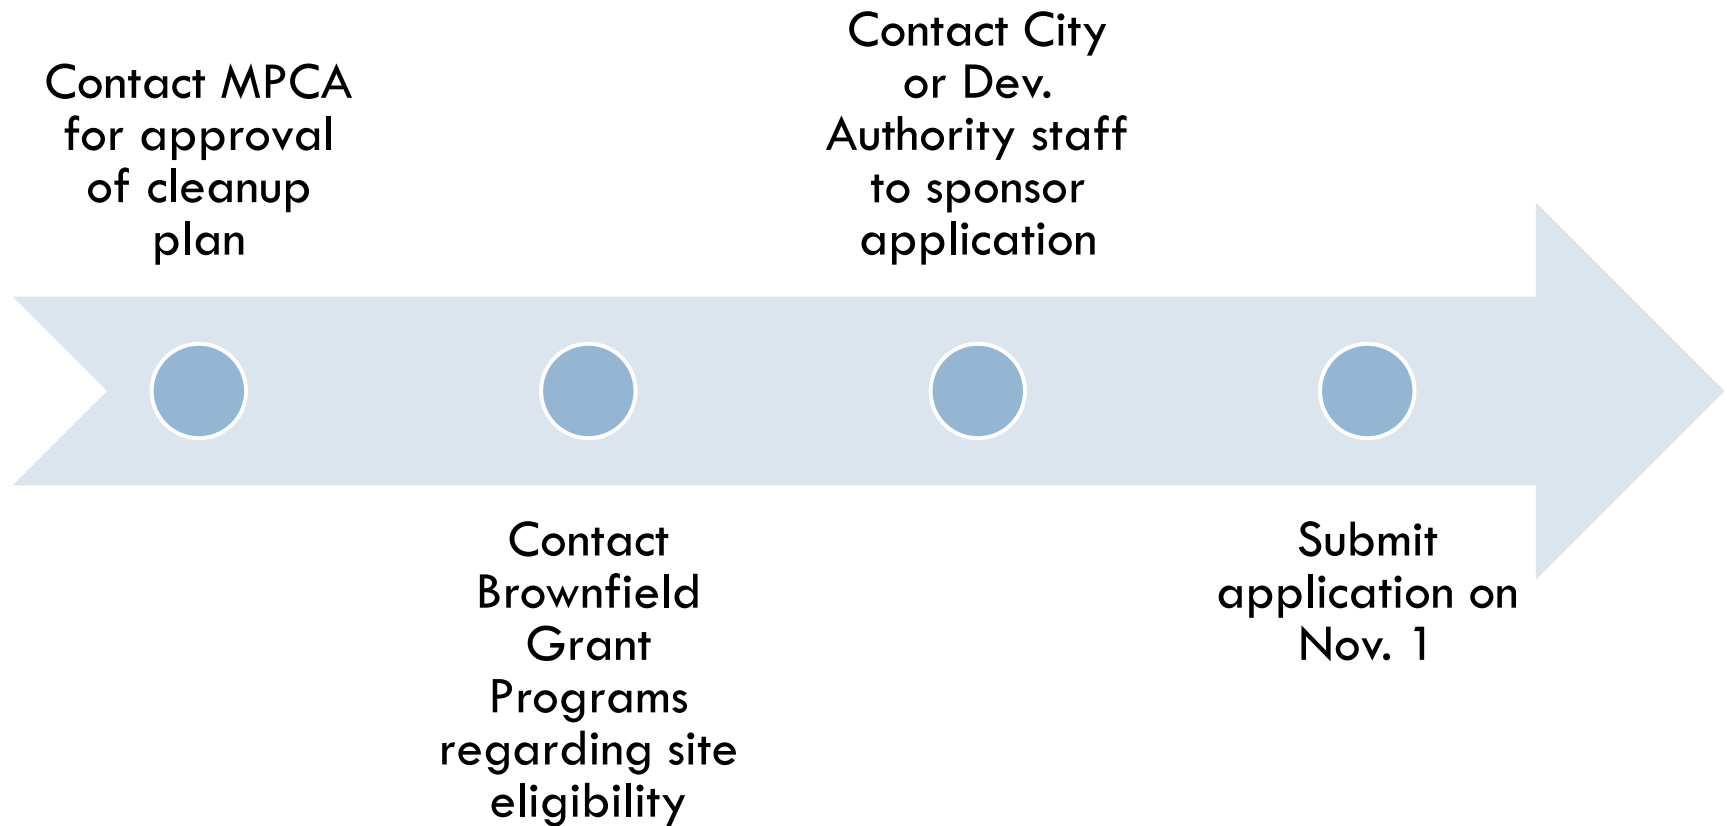 Contact MPCA
for approval
of cleanup
plan
Contact
Brownfield
Grant
Programs
regarding site
eligibility
Contact City
or Dev.
Authority staff
to sponsor
application
Submit
application on
Nov. 1